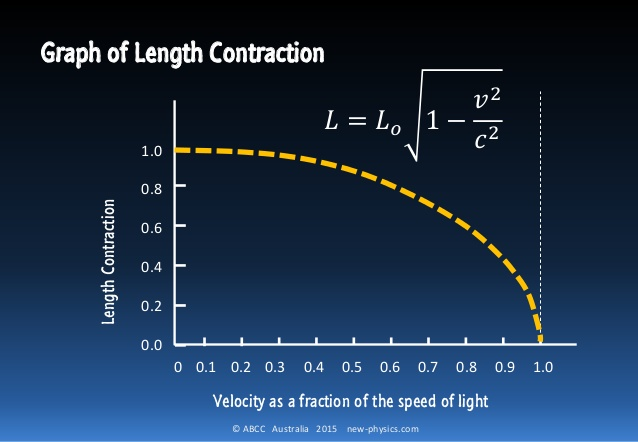 Graph of Length Contraction
L = Lₒ√(1 − v²/c²)
Length Contraction
1.0
0.8
0.6
0.4
0.2
0.0
0 0.1 0.2 0.3 0.4 0.5 0.6 0.7 0.8 0.9 1.0
Velocity as a fraction of the speed of light
© ABCC Australia 2015 new-physics.com